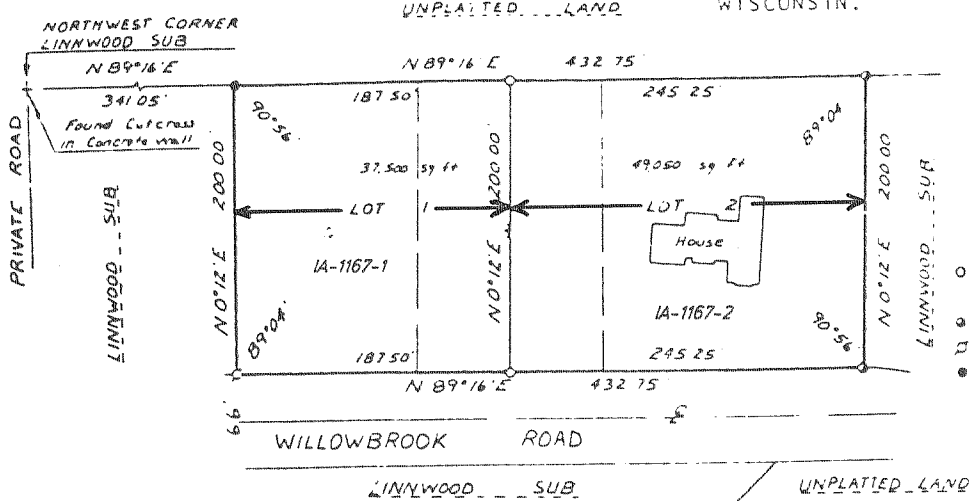 UNPLATTED LAND
WISCONSIN.
NORTHWEST CORNER
LINNWOOD SUB
N 89°16' E
341 05'
Found Cutcross
in Concrete wall
PRIVATE ROAD
LINNWOOD SUB
N 89°16' E 432 75
187 50'
245 25'
90°56'
89°04'
N 0°12' E 200 00
N 0°12' E 200 00
N 0°12' E 200 00
37,500 sq ft
49,050 sq ft
LOT 1
LOT 2
House
IA-1167-1
IA-1167-2
89°04'
90°56'
187 50'
245 25'
N 89°16' E 432 75
LINNWOOD SUB
66
WILLOWBROOK ROAD
LINNWOOD SUB
UNPLATTED LAND